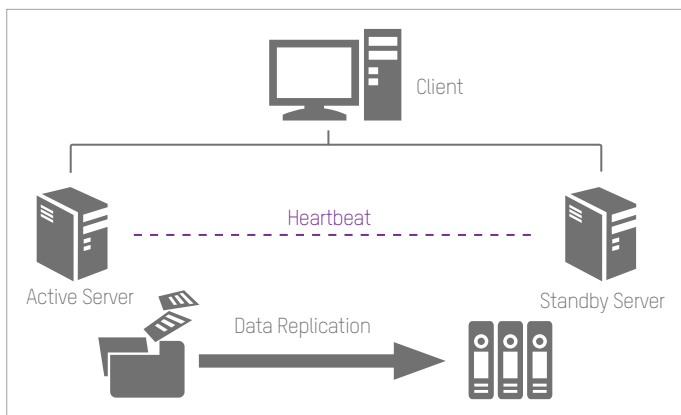 Client
Heartbeat
Active Server
Standby Server
Data Replication